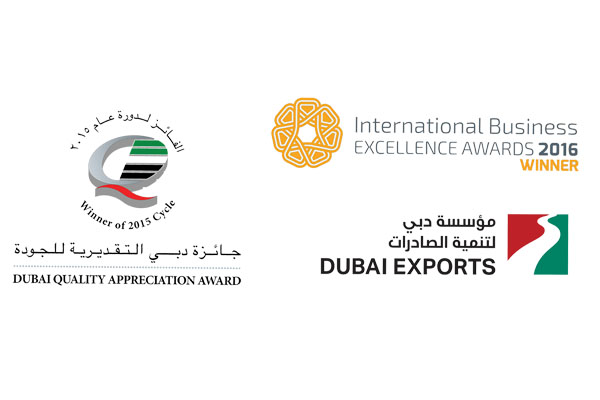 الفائز لدورة عام ٢٠١٥
Winner of 2015 Cycle
جائزة دبي التقديرية للجودة
DUBAI QUALITY APPRECIATION AWARD
International Business
EXCELLENCE AWARDS 2016
WINNER
مؤسسة دبي
لتنمية الصادرات
DUBAI EXPORTS